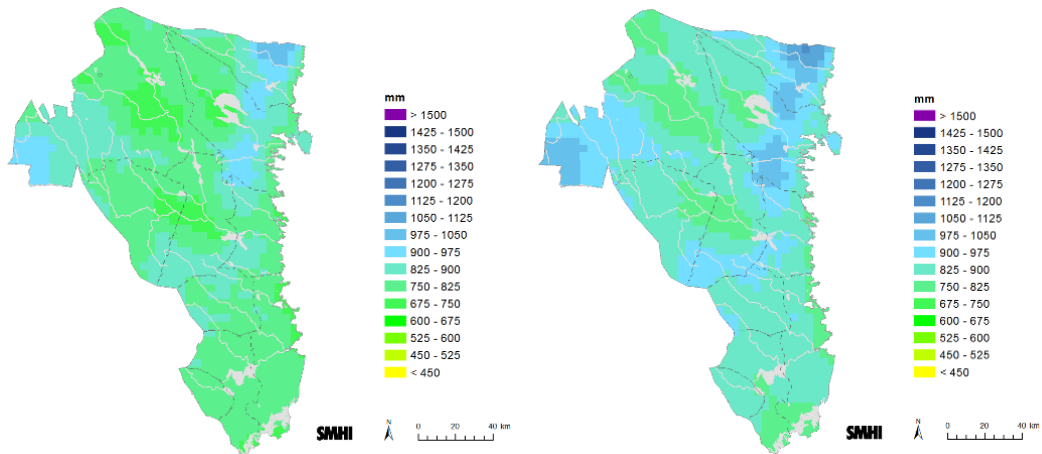 mm
> 1500
1425 - 1500
1350 - 1425
1275 - 1350
1200 - 1275
1125 - 1200
1050 - 1125
975 - 1050
900 - 975
825 - 900
750 - 825
675 - 750
600 - 675
525 - 600
450 - 525
< 450
SMHI
N
0 20 40 km
mm
> 1500
1425 - 1500
1350 - 1425
1275 - 1350
1200 - 1275
1125 - 1200
1050 - 1125
975 - 1050
900 - 975
825 - 900
750 - 825
675 - 750
600 - 675
525 - 600
450 - 525
< 450
SMHI
N
0 20 40 km